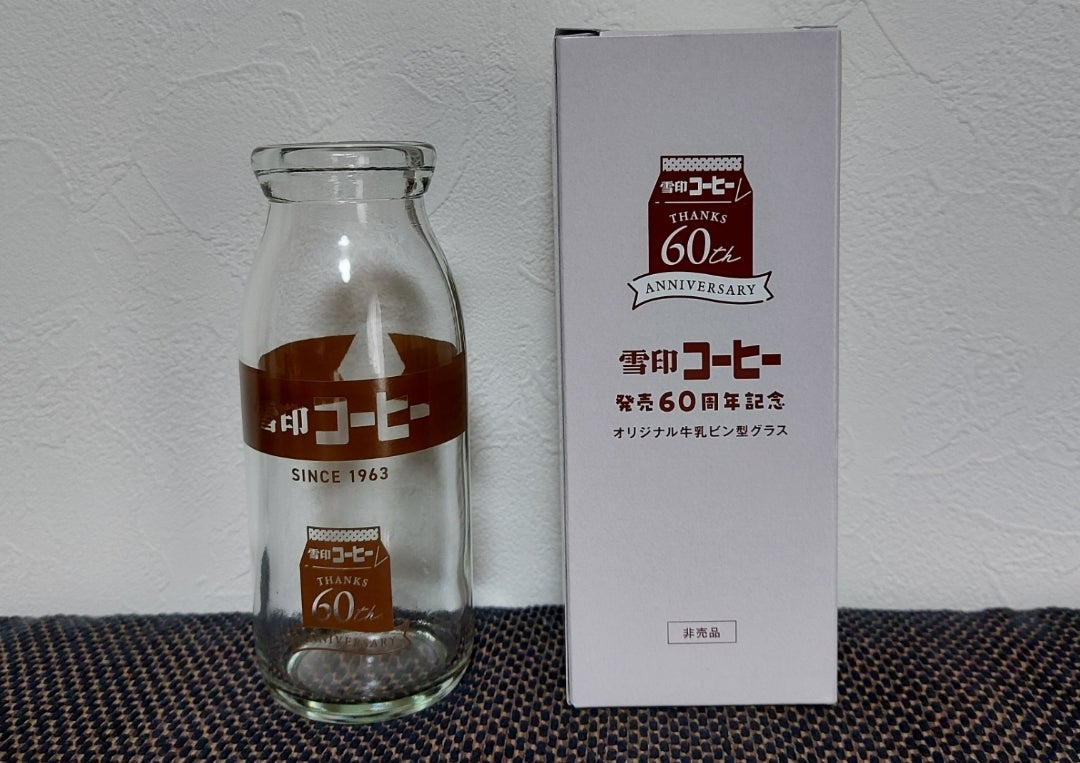 雪印コーヒー
SINCE 1963
雪印コーヒー
THANKS
60th
ANNIVERSARY
雪印コーヒー
THANKS
60th
ANNIVERSARY
雪印コーヒー
発売60周年記念
オリジナル牛乳ビン型グラス
非売品